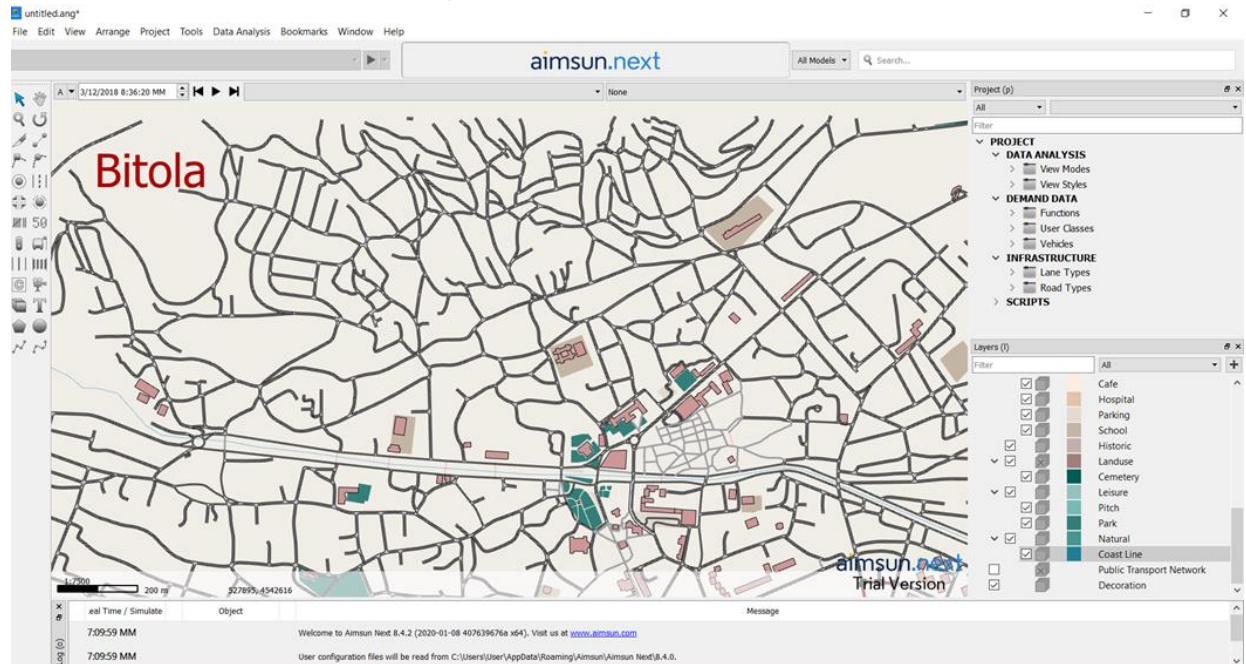 untitled.ang*
File Edit View Arrange Project Tools Data Analysis Bookmarks Window Help
aimsun.next
All Models
Search...
A 3/12/2018 8:36:20 MM
None
Project (p)
All
Filter
PROJECT
DATA ANALYSIS
View Modes
View Styles
DEMAND DATA
Functions
User Classes
Vehicles
INFRASTRUCTURE
Lane Types
Road Types
SCRIPTS
Bitola
Layers (l)
Filter
All
Cafe
Hospital
Parking
School
Historic
Landuse
Cemetery
Leisure
Pitch
Park
Natural
Coast Line
Public Transport Network
Decoration
aimsun.next
Trial Version
1:7500
200 m
527895, 4542616
eal Time / Simulate Object Message
7:09:59 MM Welcome to Aimsun Next 8.4.2 (2020-01-08 407639676a x64). Visit us at www.aimsun.com
7:09:59 MM User configuration files will be read from C:\Users\User\AppData\Roaming\Aimsun\Aimsun Next\8.4.0.